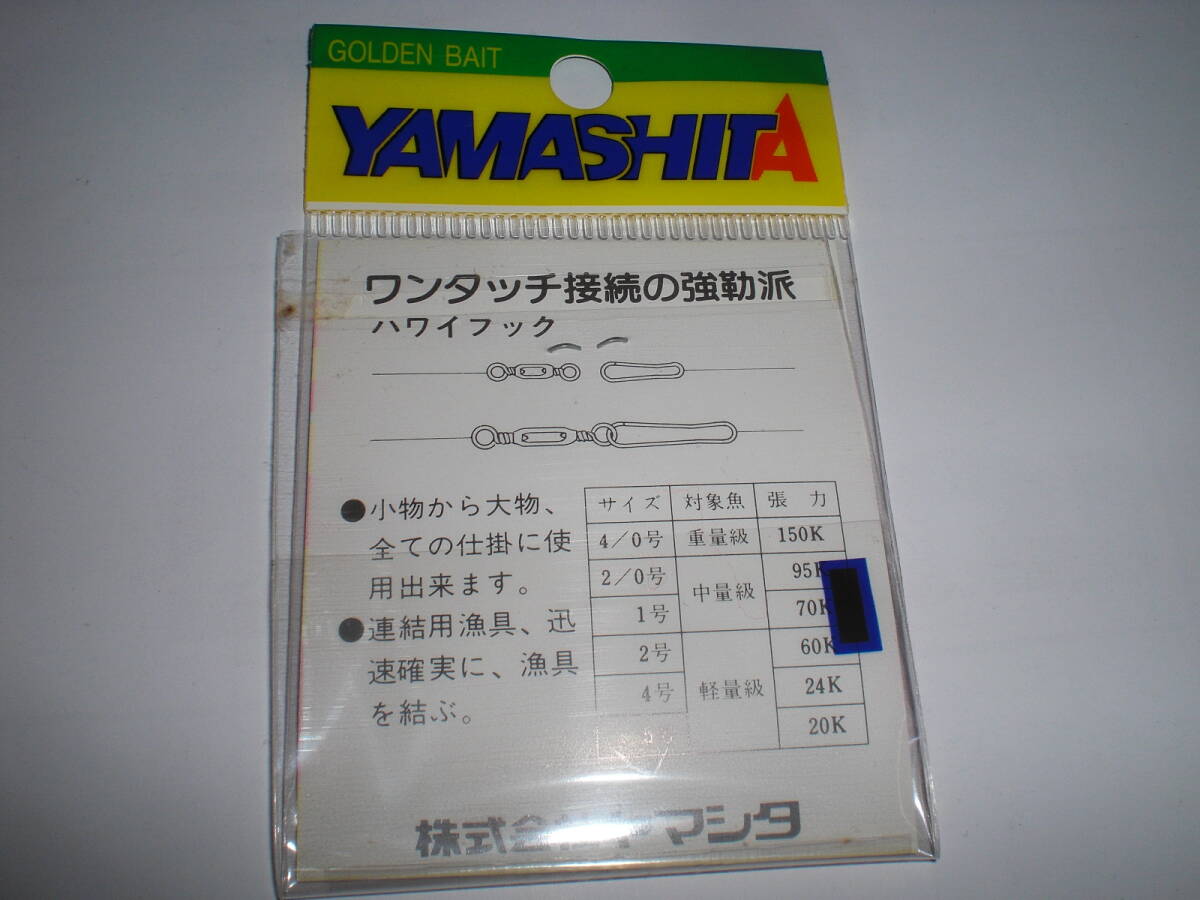 GOLDEN BAIT
YAMASHITA
ワンタッチ接続の強勒派
ハワイフック
●小物から大物、
全ての仕掛に使
用出来ます。
●連結用漁具、迅
速確実に、漁具
を結ぶ。
サイズ 対象魚 張 力
4/0号 重量級 150K
2/0号 中量級 95K
1号 70K
2号 軽量級 60K
4号 24K
20K
株式会社ヤマシタ